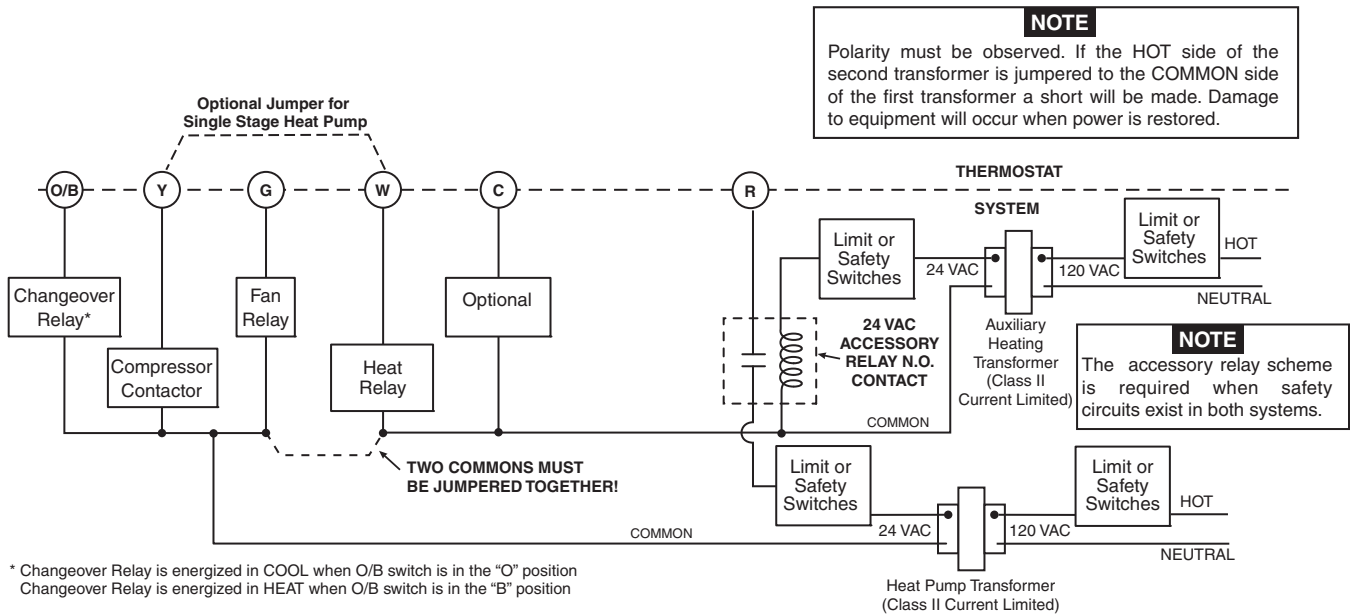 NOTE
Polarity must be observed. If the HOT side of the
second transformer is jumpered to the COMMON side
of the first transformer a short will be made. Damage
to equipment will occur when power is restored.
Optional Jumper for
Single Stage Heat Pump
THERMOSTAT
O/B
Y
G
W
C
R
SYSTEM
Limit or
Safety
Switches
24 VAC
120 VAC
Limit or
Safety
Switches
HOT
NEUTRAL
Changeover
Relay*
Fan
Relay
Optional
24 VAC
ACCESSORY
RELAY N.O.
CONTACT
Auxiliary
Heating
Transformer
(Class II
Current Limited)
NOTE
The accessory relay scheme
is required when safety
circuits exist in both systems.
Compressor
Contactor
Heat
Relay
COMMON
TWO COMMONS MUST
BE JUMPERED TOGETHER!
Limit or
Safety
Switches
24 VAC
120 VAC
Limit or
Safety
Switches
HOT
NEUTRAL
COMMON
Heat Pump Transformer
(Class II Current Limited)
* Changeover Relay is energized in COOL when O/B switch is in the “O” position
Changeover Relay is energized in HEAT when O/B switch is in the “B” position